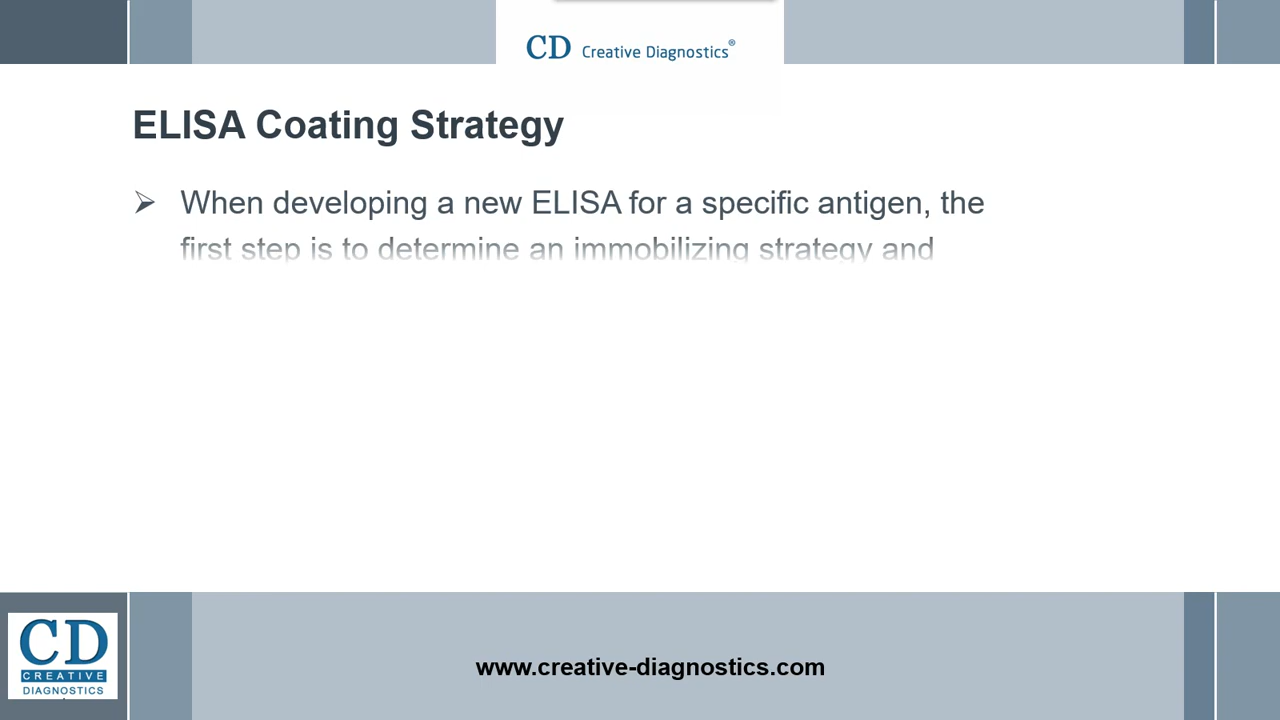 CD Creative Diagnostics®
ELISA Coating Strategy
➢ When developing a new ELISA for a specific antigen, the
first step is to determine an immobilizing strategy and
CD
CREATIVE
DIAGNOSTICS
www.creative-diagnostics.com